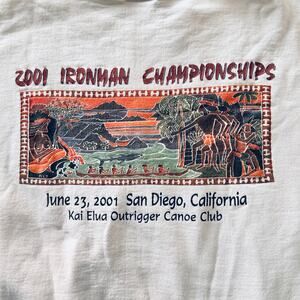 2001 IRONMAN CHAMPIONSHIPS
June 23, 2001 San Diego, California
Kai Elua Outrigger Canoe Club